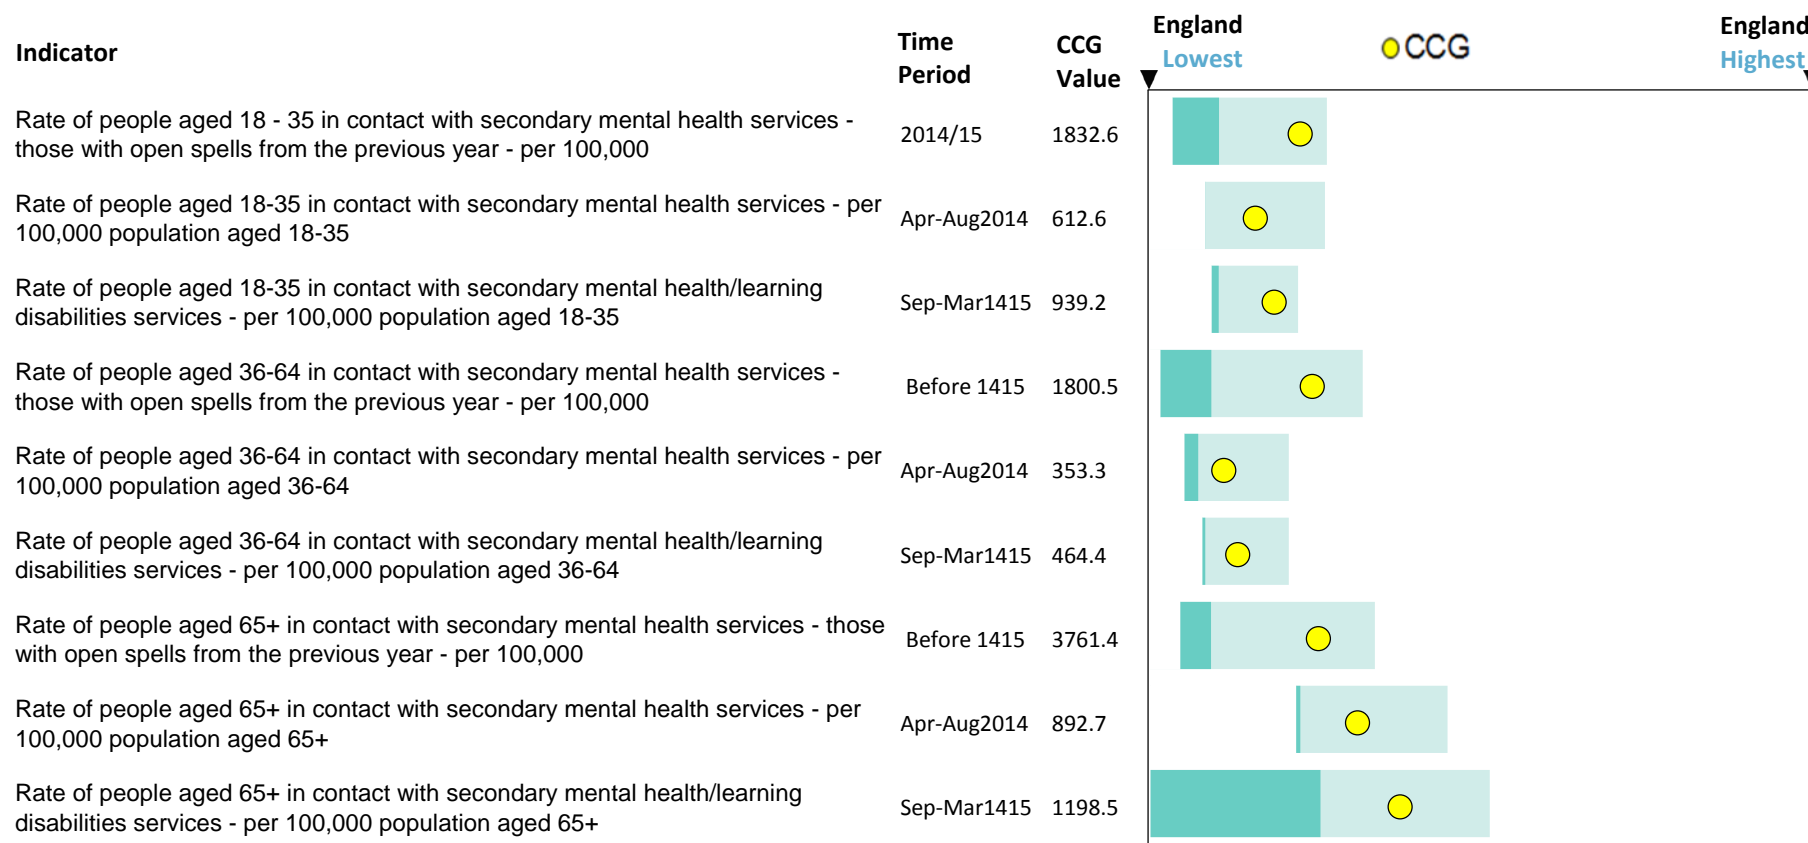 Indicator
Time
Period
CCG
Value
England
Lowest
CCG
England
Highest
Rate of people aged 18 - 35 in contact with secondary mental health services -
those with open spells from the previous year - per 100,000
2014/15
1832.6
Rate of people aged 18-35 in contact with secondary mental health services - per
100,000 population aged 18-35
Apr-Aug2014
612.6
Rate of people aged 18-35 in contact with secondary mental health/learning
disabilities services - per 100,000 population aged 18-35
Sep-Mar1415
939.2
Rate of people aged 36-64 in contact with secondary mental health services -
those with open spells from the previous year - per 100,000
Before 1415
1800.5
Rate of people aged 36-64 in contact with secondary mental health services - per
100,000 population aged 36-64
Apr-Aug2014
353.3
Rate of people aged 36-64 in contact with secondary mental health/learning
disabilities services - per 100,000 population aged 36-64
Sep-Mar1415
464.4
Rate of people aged 65+ in contact with secondary mental health services - those
with open spells from the previous year - per 100,000
Before 1415
3761.4
Rate of people aged 65+ in contact with secondary mental health services - per
100,000 population aged 65+
Apr-Aug2014
892.7
Rate of people aged 65+ in contact with secondary mental health/learning
disabilities services - per 100,000 population aged 65+
Sep-Mar1415
1198.5